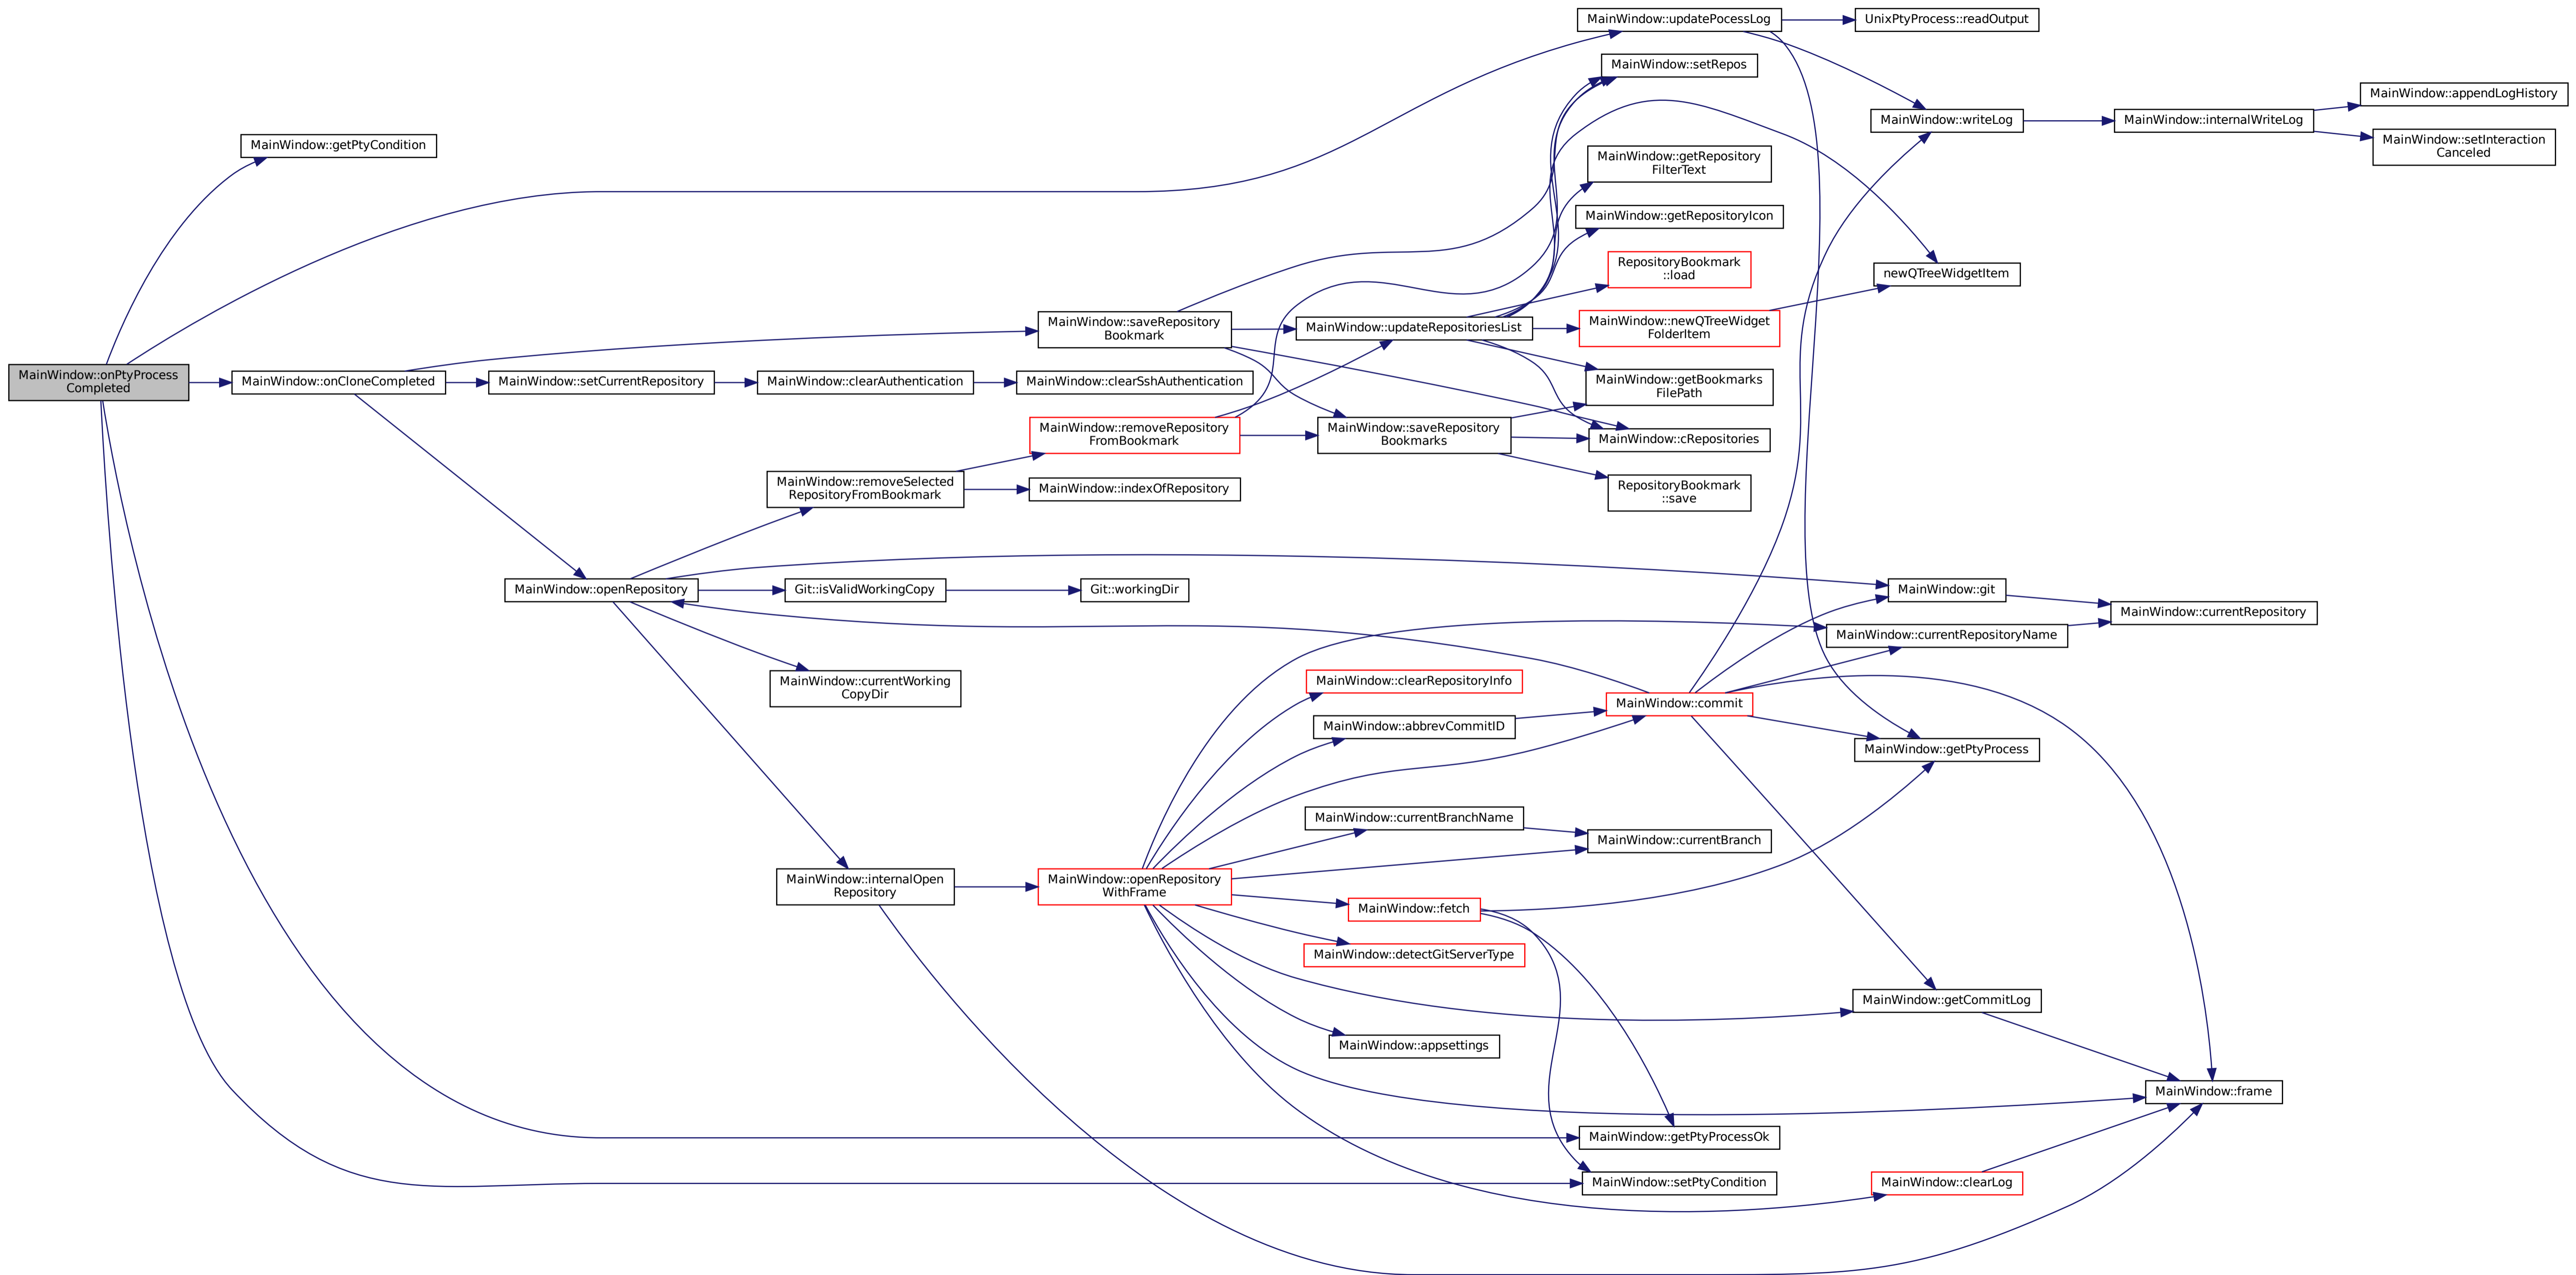 MainWindow::onPtyProcess
Completed
MainWindow::getPtyCondition
MainWindow::onCloneCompleted
MainWindow::setCurrentRepository
MainWindow::clearAuthentication
MainWindow::clearSshAuthentication
MainWindow::saveRepository
Bookmark
MainWindow::removeRepository
FromBookmark
MainWindow::removeSelected
RepositoryFromBookmark
MainWindow::indexOfRepository
MainWindow::openRepository
Git::isValidWorkingCopy
Git::workingDir
MainWindow::currentWorking
CopyDir
MainWindow::internalOpen
Repository
MainWindow::openRepository
WithFrame
MainWindow::updateRepositoriesList
MainWindow::saveRepository
Bookmarks
MainWindow::clearRepositoryInfo
MainWindow::abbrevCommitID
MainWindow::currentBranchName
MainWindow::fetch
MainWindow::detectGitServerType
MainWindow::appsettings
MainWindow::updatePocessLog
MainWindow::setRepos
MainWindow::getRepository
FilterText
MainWindow::getRepositoryIcon
RepositoryBookmark
::load
MainWindow::newQTreeWidget
FolderItem
MainWindow::getBookmarks
FilePath
MainWindow::cRepositories
RepositoryBookmark
::save
MainWindow::commit
MainWindow::currentBranch
MainWindow::getPtyProcessOk
MainWindow::setPtyCondition
UnixPtyProcess::readOutput
MainWindow::writeLog
newQTreeWidgetItem
MainWindow::git
MainWindow::currentRepositoryName
MainWindow::getPtyProcess
MainWindow::getCommitLog
MainWindow::clearLog
MainWindow::internalWriteLog
MainWindow::currentRepository
MainWindow::frame
MainWindow::appendLogHistory
MainWindow::setInteraction
Canceled